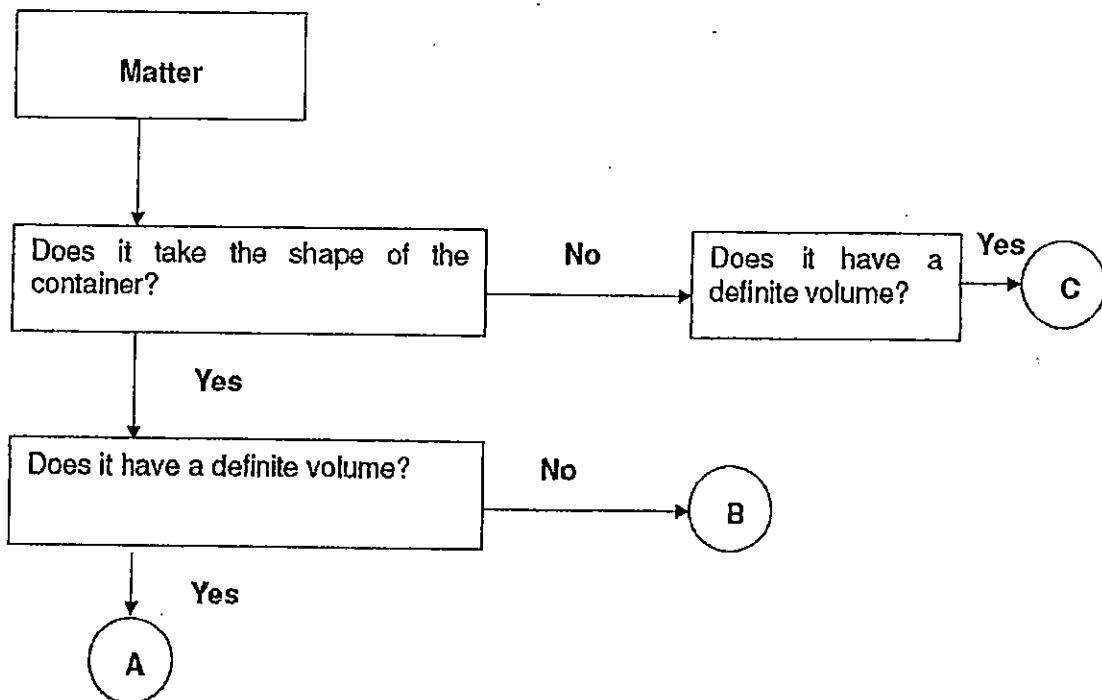 Matter
Does it take the shape of the
container?
No
Does it have a
definite volume?
Yes
C
Yes
Does it have a definite volume?
No
B
Yes
A